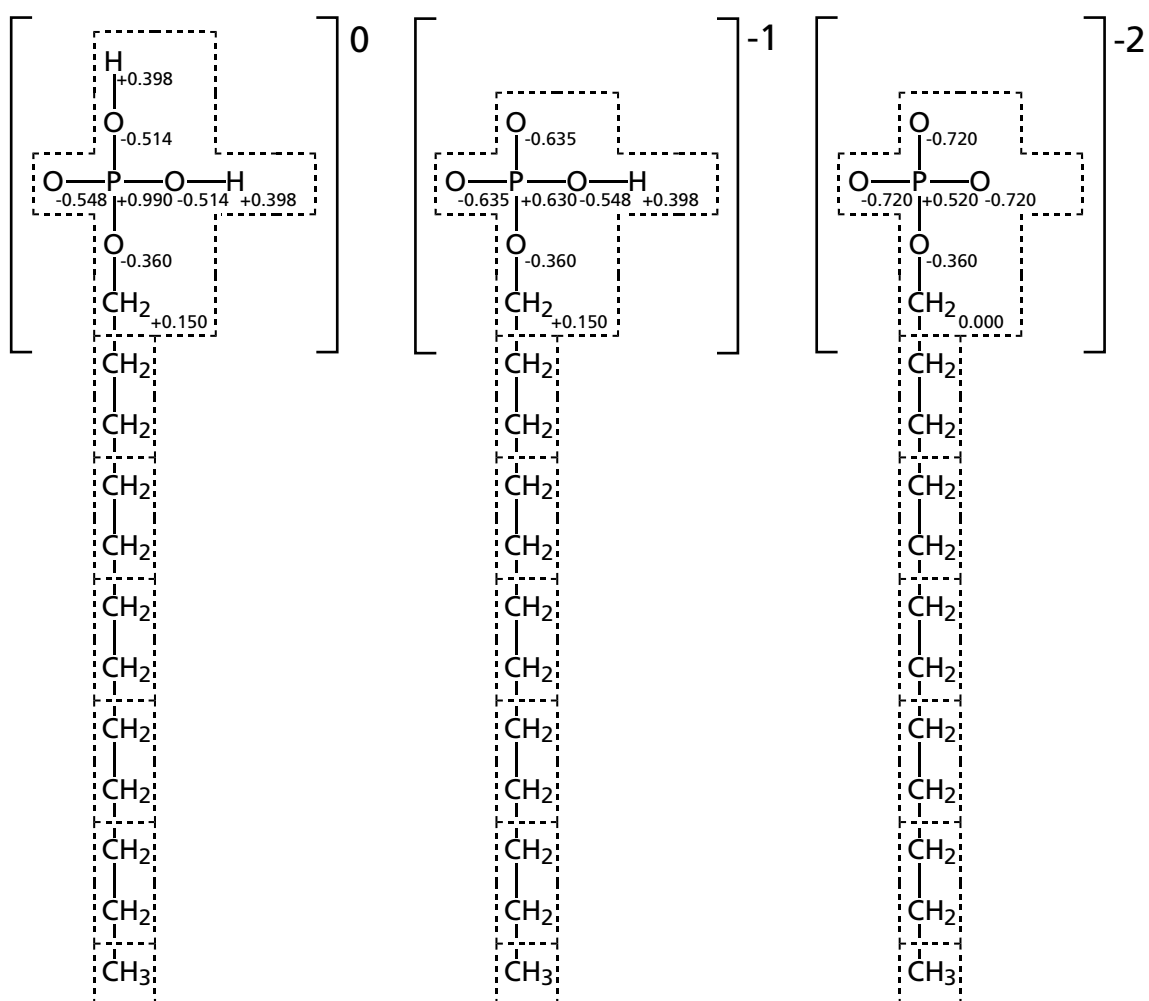 0 -1 -2
H
+0.398
O O O
-0.514 -0.635 -0.720
O P O H O P O H O P O
-0.548 +0.990 -0.514 +0.398 -0.635 +0.630 -0.548 +0.398 -0.720 +0.520 -0.720
O O O
-0.360 -0.360 -0.360
CH2 CH2 CH2
+0.150 +0.150 0.000
CH2 CH2 CH2
CH2 CH2 CH2
CH2 CH2 CH2
CH2 CH2 CH2
CH2 CH2 CH2
CH2 CH2 CH2
CH2 CH2 CH2
CH2 CH2 CH2
CH2 CH2 CH2
CH2 CH2 CH2
CH3 CH3 CH3